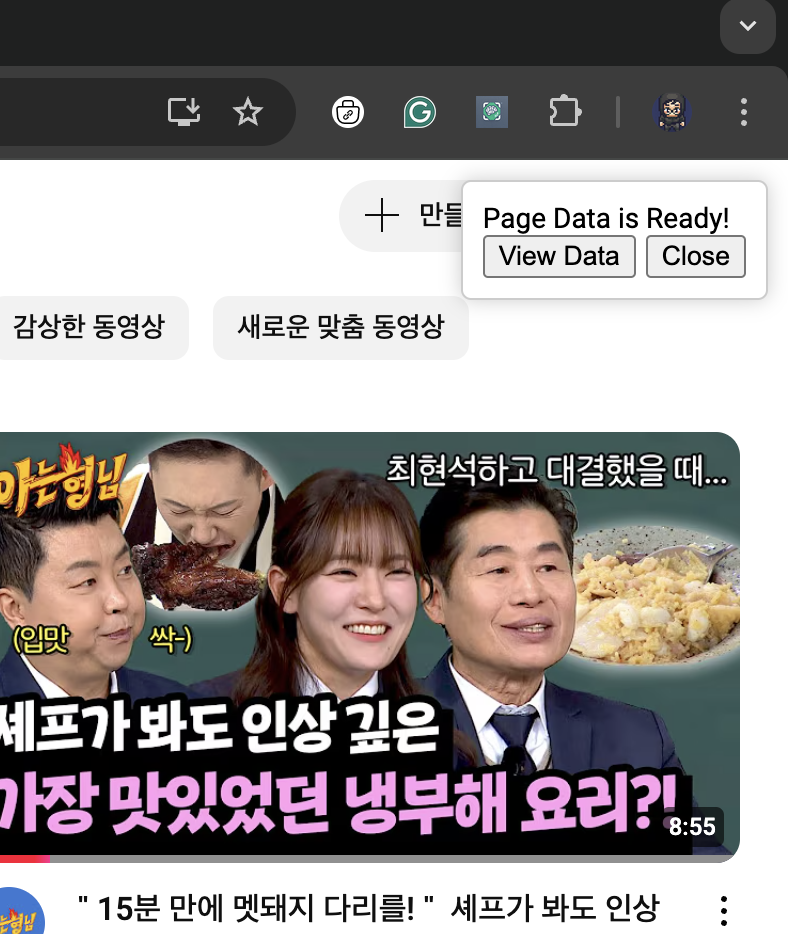 만들
Page Data is Ready!
View Data
Close
감상한 동영상
새로운 맞춤 동영상
아는형님
최현석하고 대결했을 때...
(입맛
싹-)
셰프가 봐도 인상 깊은
가장 맛있었던 냉부해 요리?!
8:55
" 15분 만에 멧돼지 다리를! " 셰프가 봐도 인상